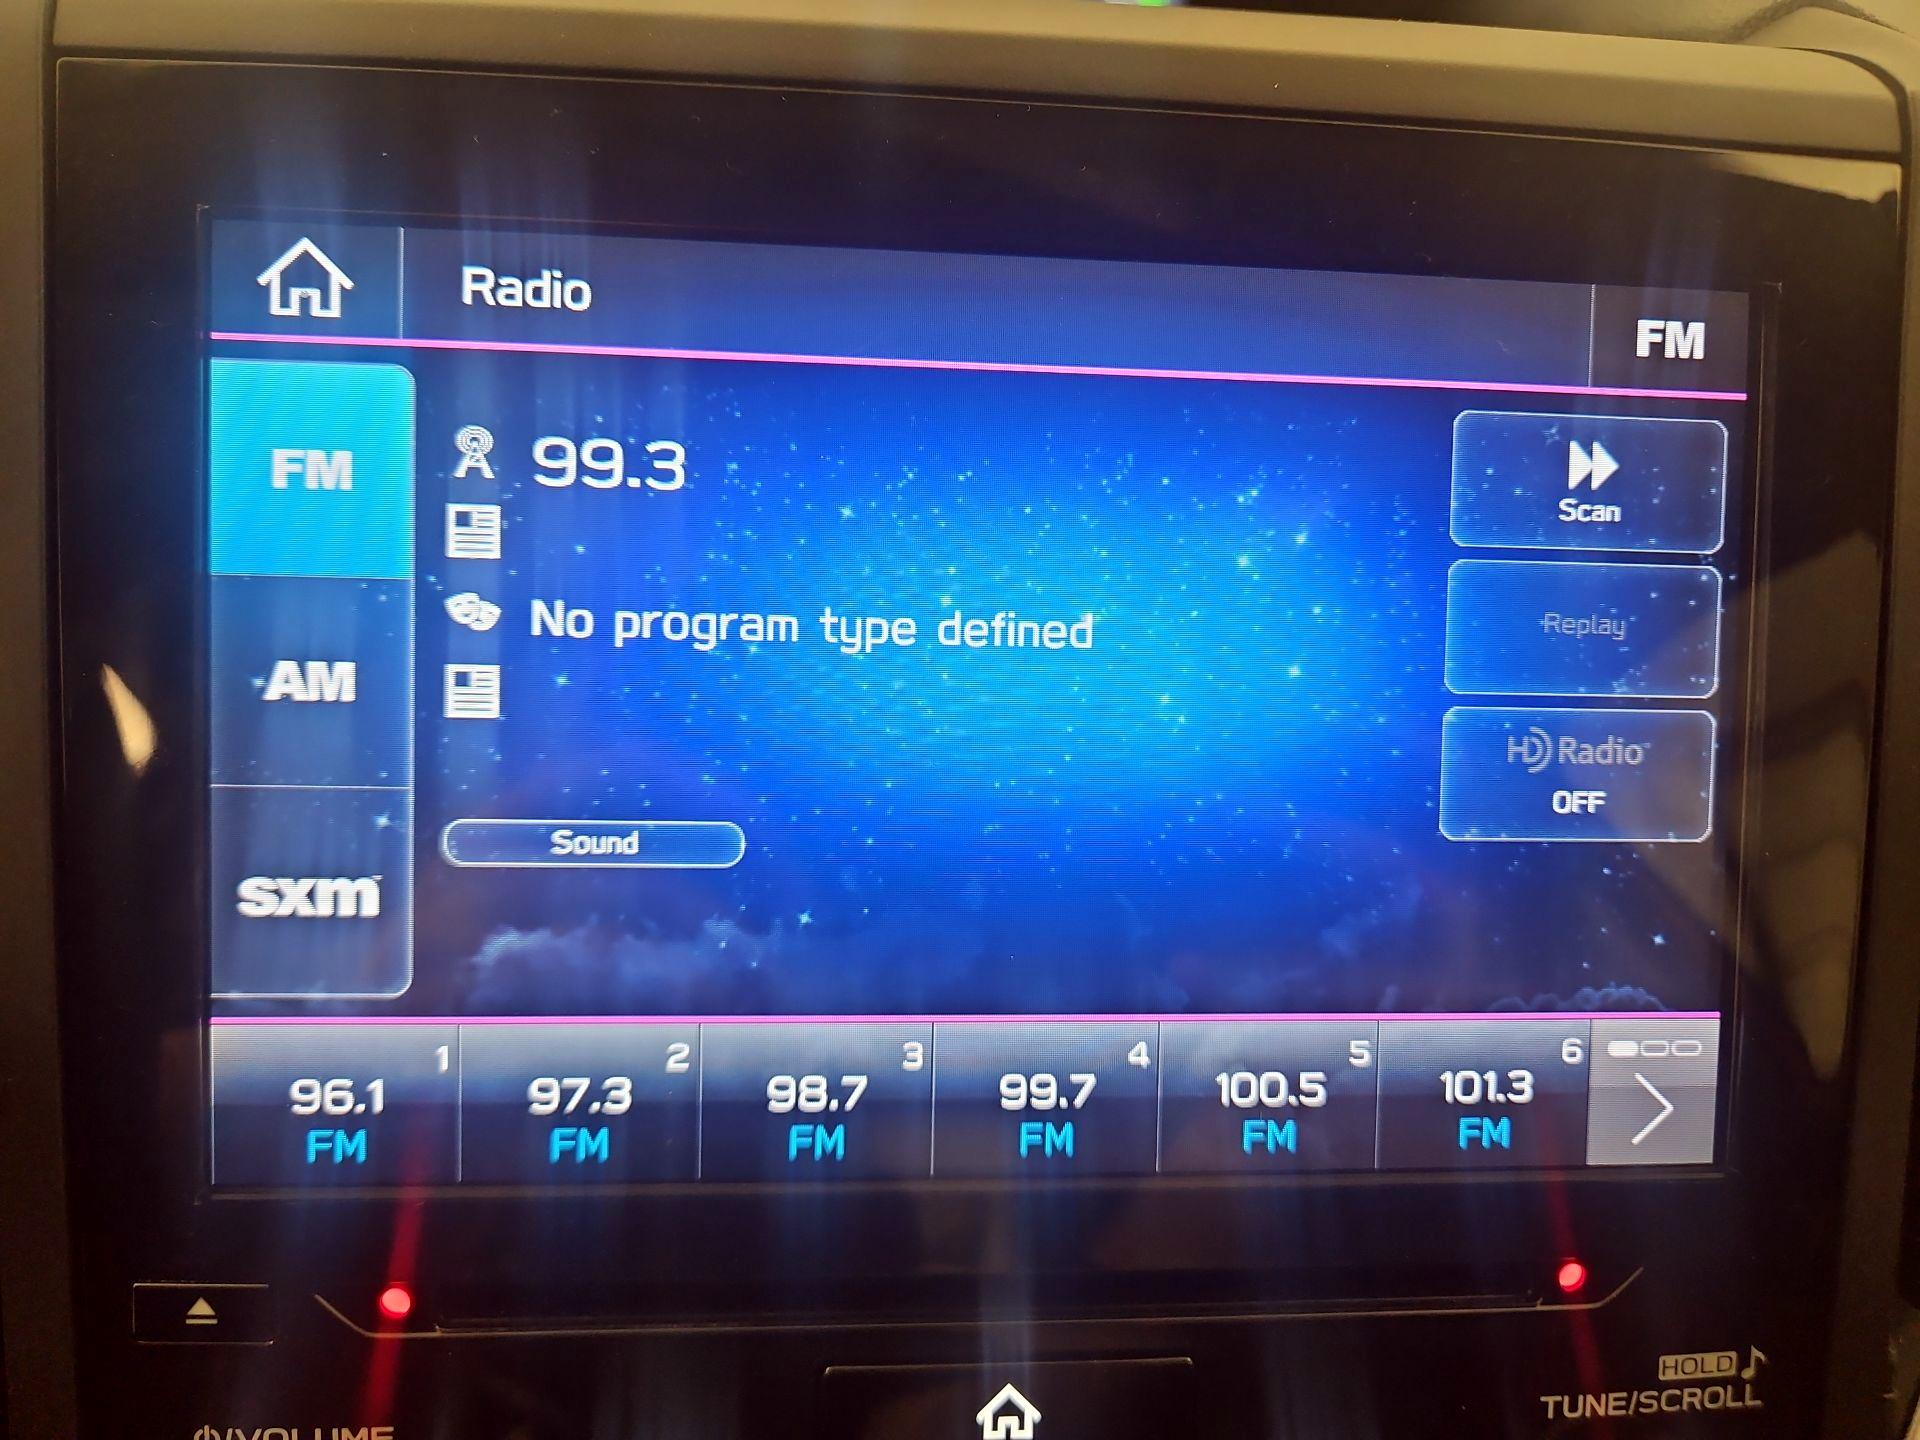 Radio
FM
FM
99.3
Scan
No program type defined
Replay
AM
HD Radio
OFF
Sound
sxm
1
2
3
4
5
6
96.1
97.3
98.7
99.7
100.5
101.3
FM
FM
FM
FM
FM
FM
HOLD
TUNE/SCROLL
/VOLUME